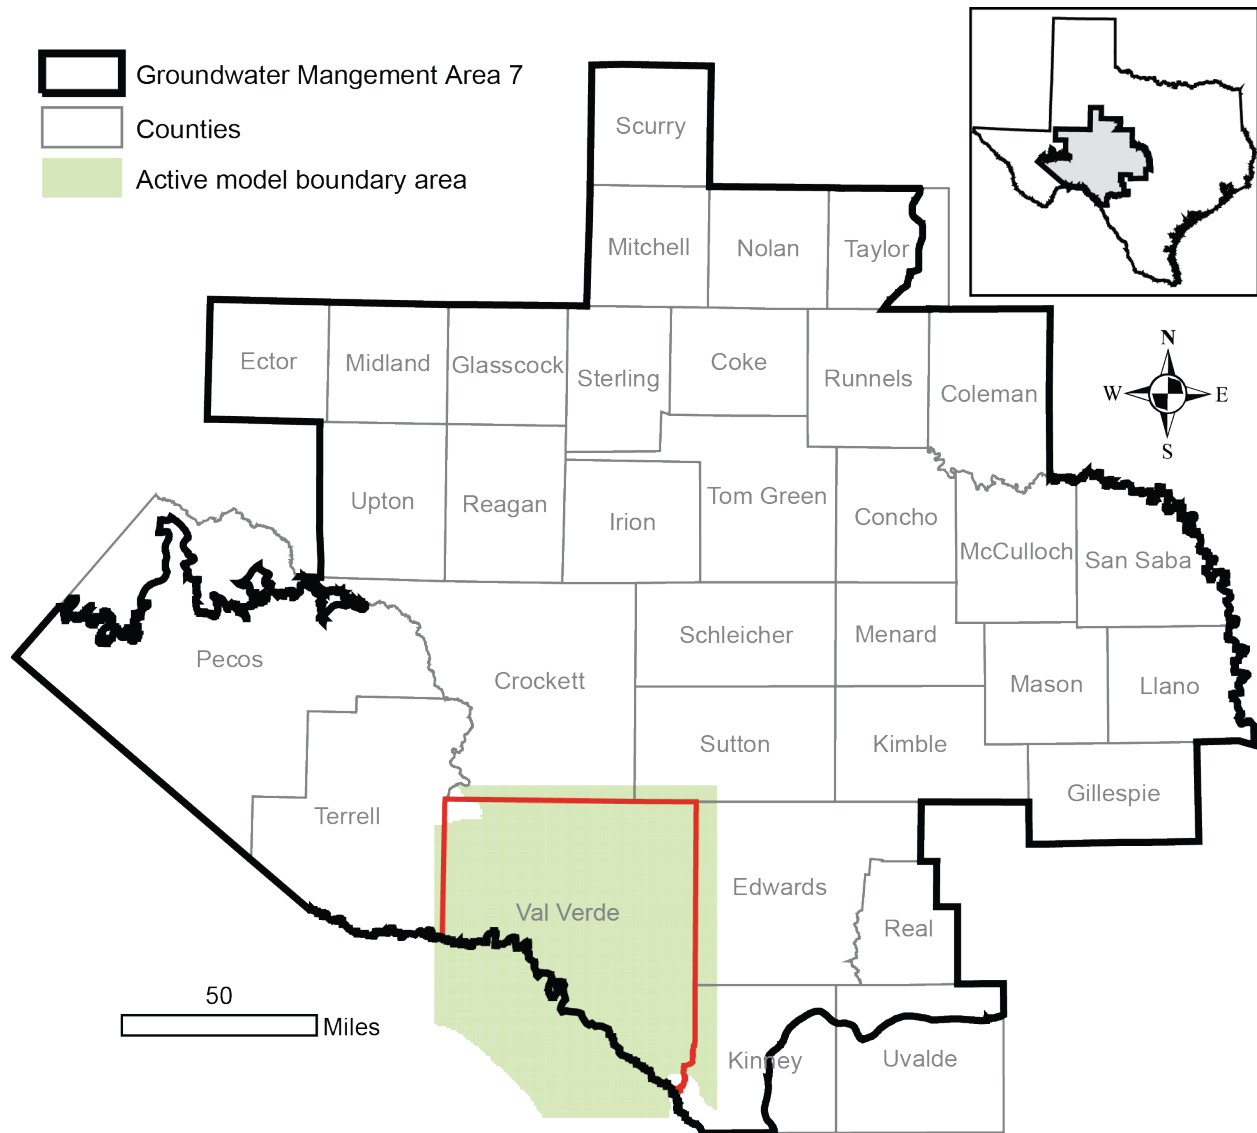 Groundwater Mangement Area 7
Counties
Active model boundary area
Scurry
Mitchell
Nolan
Taylor
Ector
Midland
Glasscock
Sterling
Coke
Runnels
Coleman
N
W
E
S
Upton
Reagan
Irion
Tom Green
Concho
McCulloch
San Saba
Pecos
Crockett
Schleicher
Menard
Mason
Llano
Sutton
Kimble
Gillespie
Terrell
Val Verde
Edwards
Real
50
Miles
Kinney
Uvalde